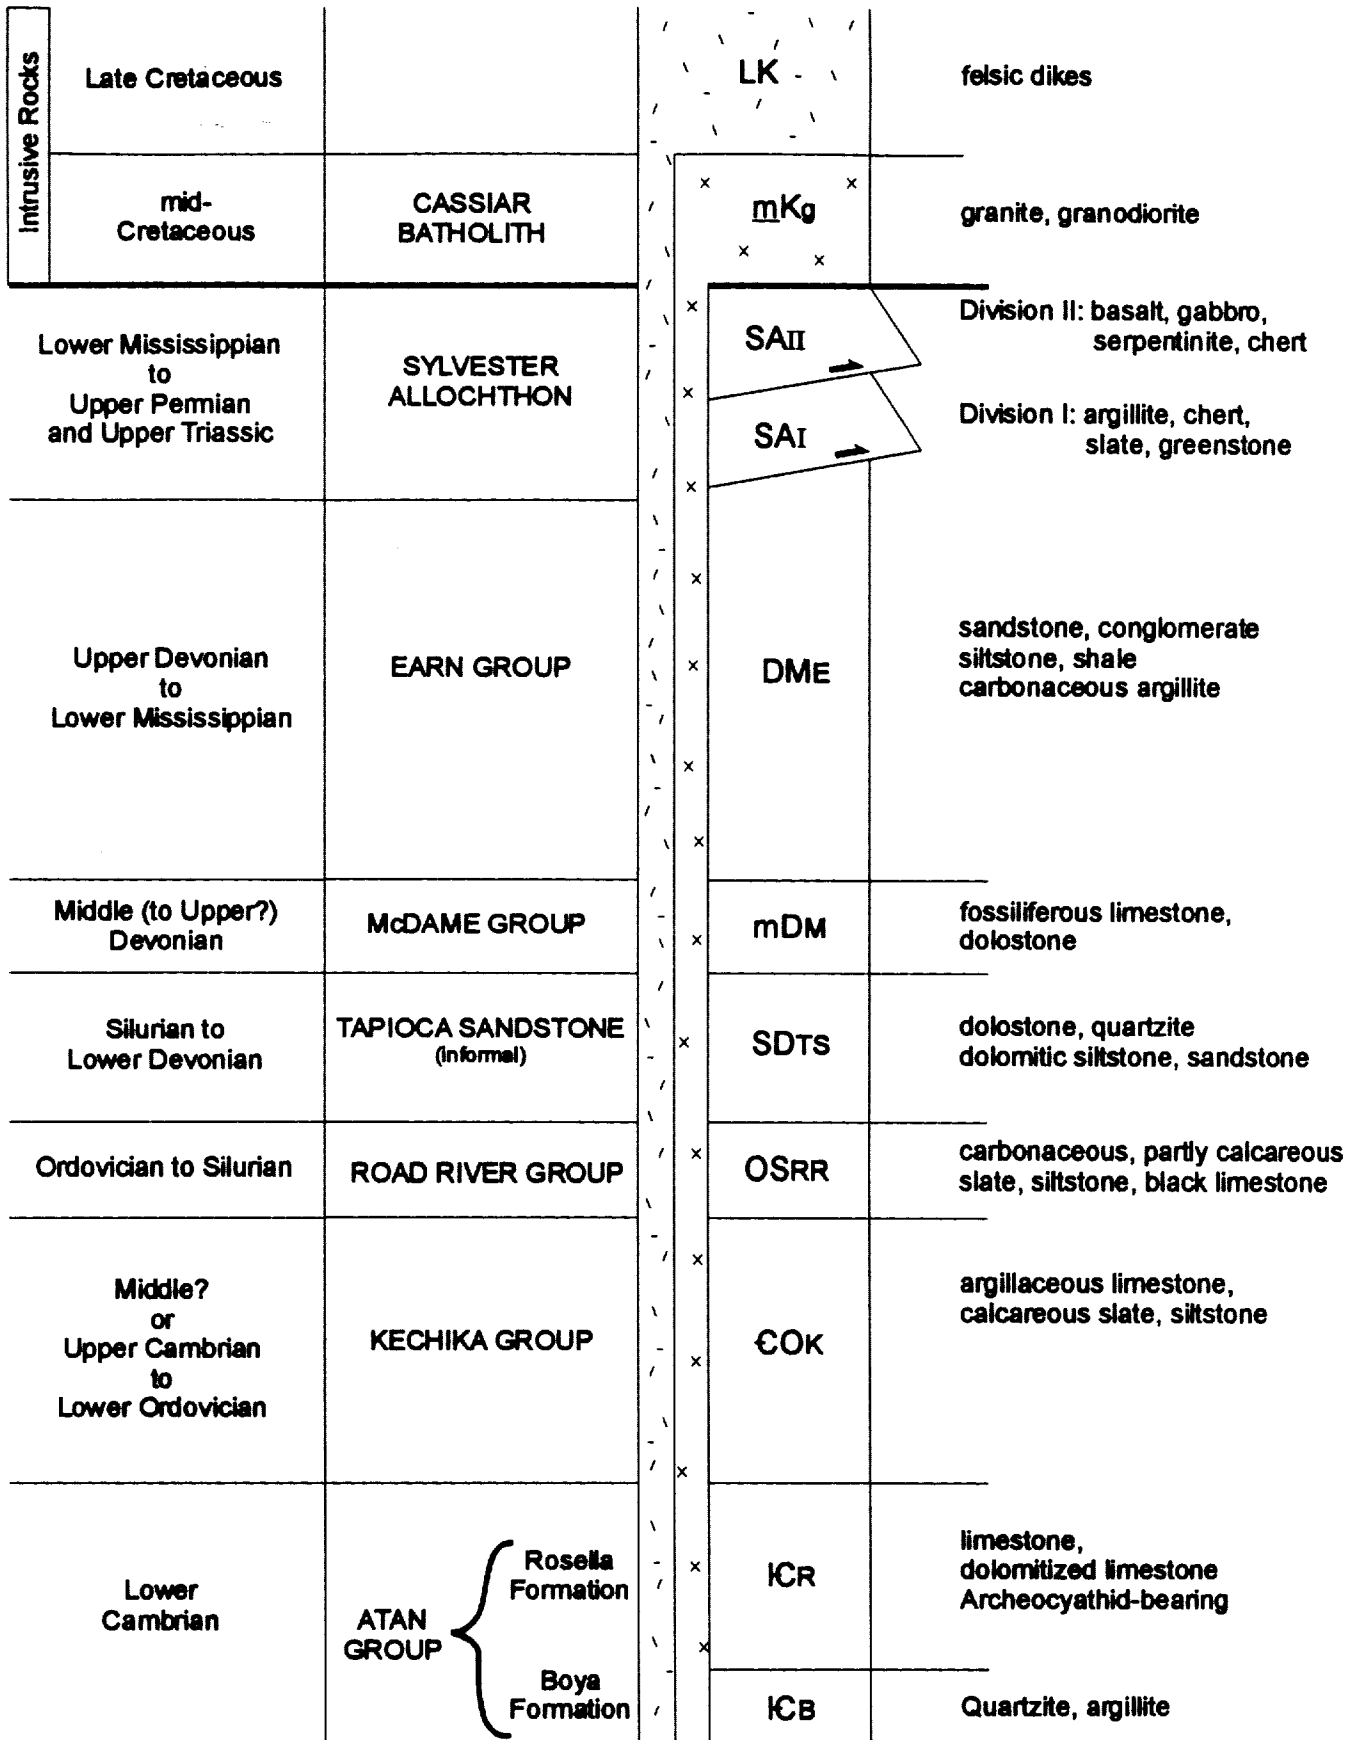 Intrusive Rocks
Late Cretaceous
LK
felsic dikes
mid-
Cretaceous
CASSIAR
BATHOLITH
mKg
granite, granodiorite
Lower Mississippian
to
Upper Permian
and Upper Triassic
SYLVESTER
ALLOCHTHON
SAII
Division II: basalt, gabbro,
serpentinite, chert
SAI
Division I: argillite, chert,
slate, greenstone
Upper Devonian
to
Lower Mississippian
EARN GROUP
DME
sandstone, conglomerate
siltstone, shale
carbonaceous argillite
Middle (to Upper?)
Devonian
McDAME GROUP
mDM
fossiliferous limestone,
dolostone
Silurian to
Lower Devonian
TAPIOCA SANDSTONE
(informal)
SDTS
dolostone, quartzite
dolomitic siltstone, sandstone
Ordovician to Silurian
ROAD RIVER GROUP
OSRR
carbonaceous, partly calcareous
slate, siltstone, black limestone
Middle?
or
Upper Cambrian
to
Lower Ordovician
KECHIKA GROUP
ЄOK
argillaceous limestone,
calcareous slate, siltstone
Lower
Cambrian
ATAN
GROUP
Rosella
Formation
lЄR
limestone,
dolomitized limestone
Archeocyathid-bearing
Boya
Formation
lЄB
Quartzite, argillite